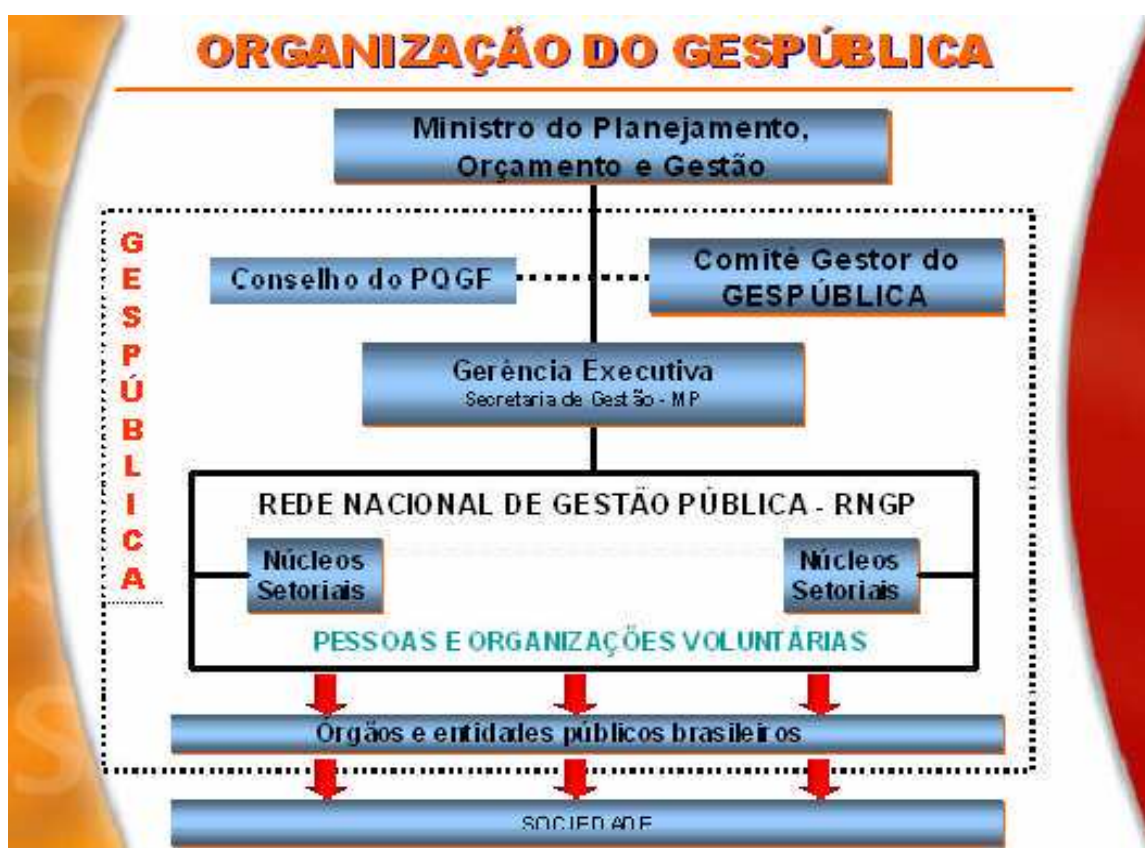 ORGANIZAÇÃO DO GESPÚBLICA
Ministro do Planejamento,
Orçamento e Gestão
GESPÚBLICA
Conselho do PQGF
Comitê Gestor do
GESPÚBLICA
Gerência Executiva
Secretaria de Gestão - MP
REDE NACIONAL DE GESTÃO PÚBLICA - RNGP
Núcleos
Setoriais
Núcleos
Setoriais
PESSOAS E ORGANIZAÇÕES VOLUNTÁRIAS
Órgãos e entidades públicos brasileiros
SOCIEDADE